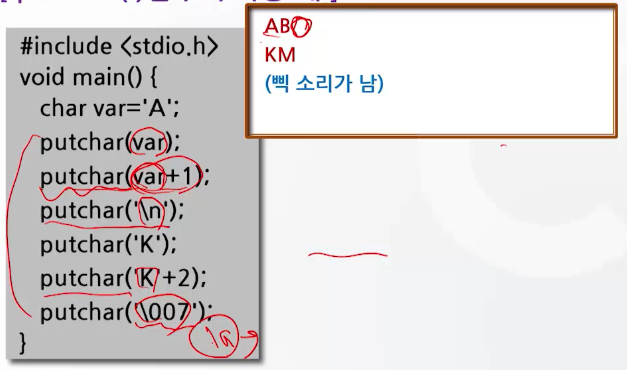 #include <stdio.h>
void main() {
char var='A';
putchar(var);
putchar(var+1);
putchar('\n');
putchar('K');
putchar('K'+2);
putchar('\007');
\a
}
AB
KM
(삑 소리가 남)